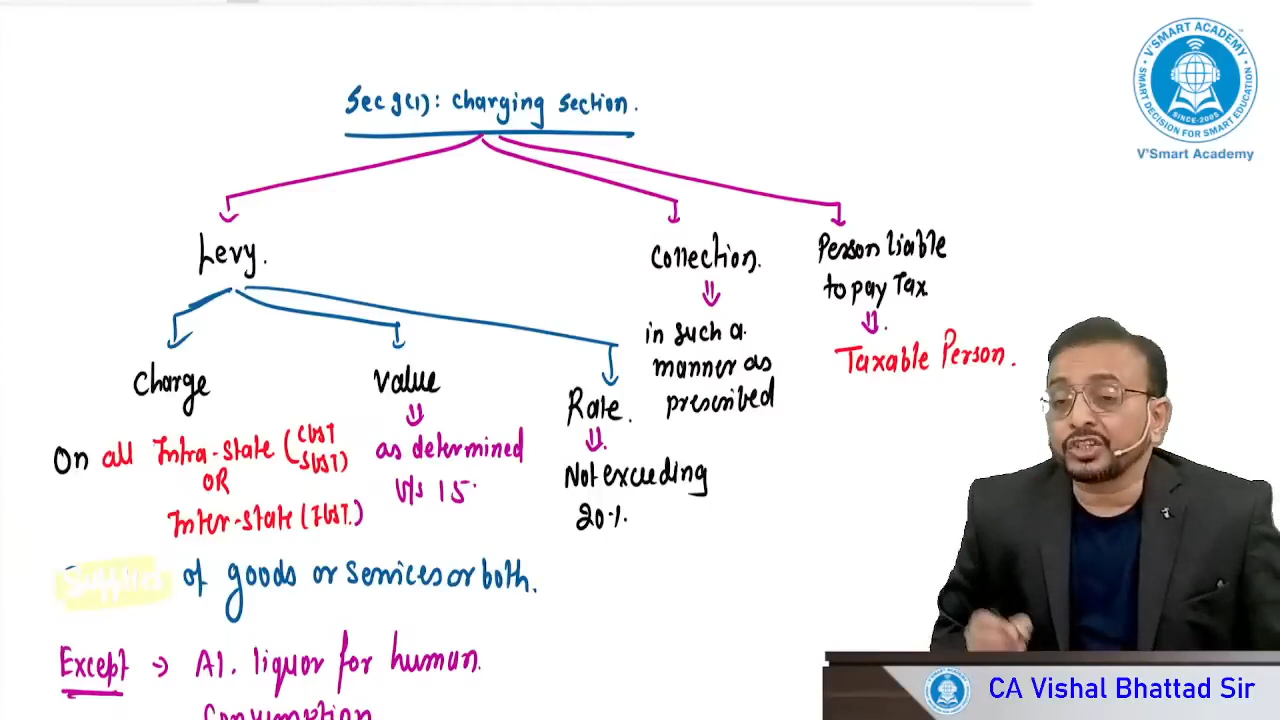 Sec 9(1): charging section.
Levy.
Collection.
Person liable
to pay Tax
in such a
manner as
prescribed
Taxable Person.
Charge
Value
Rate.
On all Intra-state (CGST
SGST)
OR
Inter-state (IGST.)
as determined
U/s 15.
Not exceeding
20%.
Supplies of goods or services or both.
Except → Al. liquor for human
Consumption
V'SMART ACADEMY
SMART DECISION FOR SMART EDUCATION
SINCE-2005
V'Smart Academy
CA Vishal Bhattad Sir